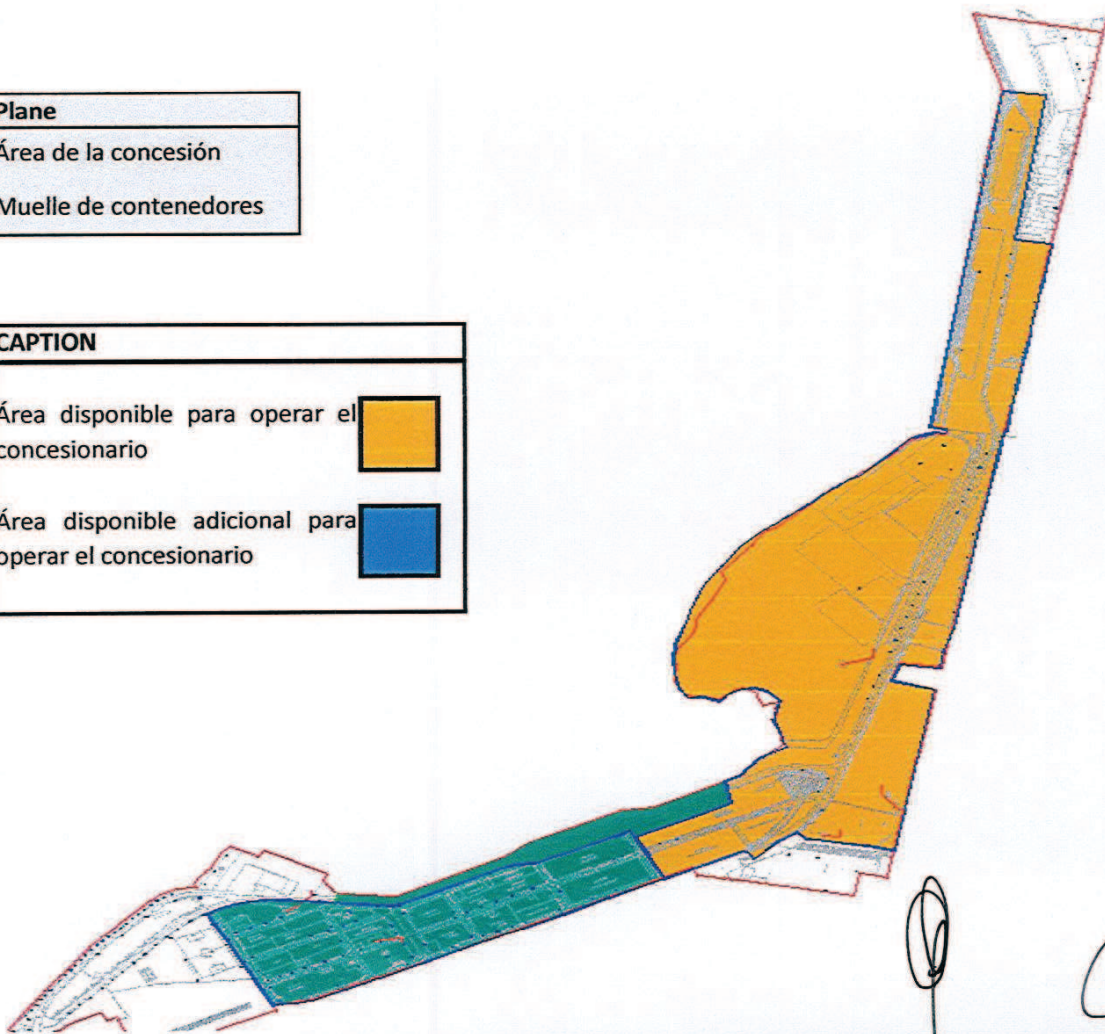 Plane
Área de la concesión
Muelle de contenedores
CAPTION
Área disponible para operar el
concesionario
Área disponible adicional para
operar el concesionario